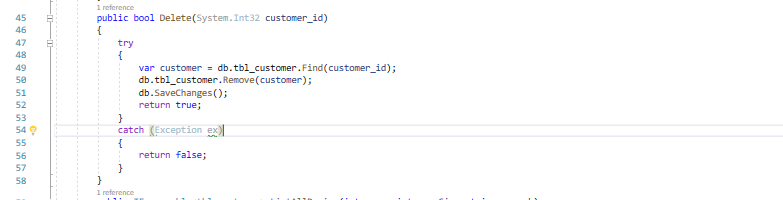 1 reference
45 public bool Delete(System.Int32 customer_id)
46 {
47 try
48 {
49 var customer = db.tbl_customer.Find(customer_id);
50 db.tbl_customer.Remove(customer);
51 db.SaveChanges();
52 return true;
53 }
54 catch (Exception ex)
55 {
56 return false;
57 }
58 }
1 reference